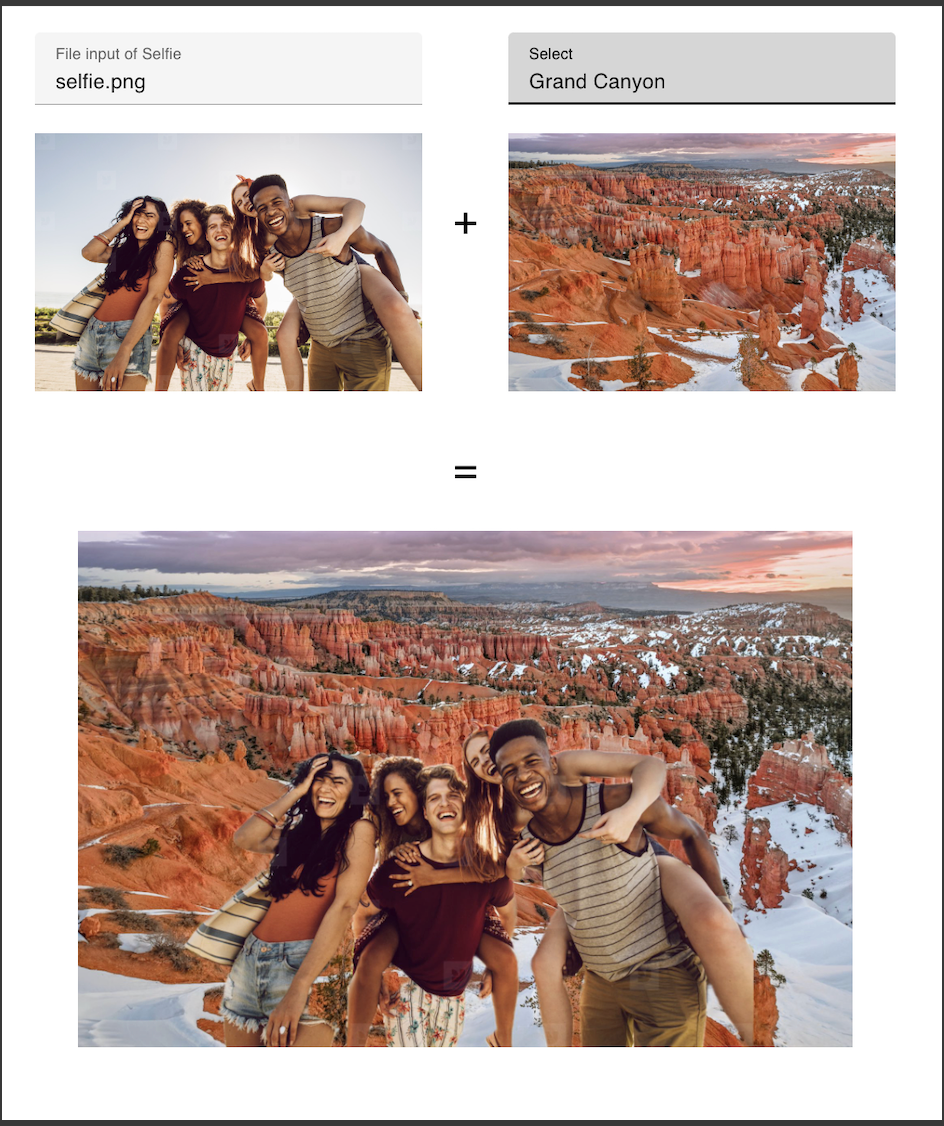 File input of Selfie
selfie.png
Select
Grand Canyon
+
=